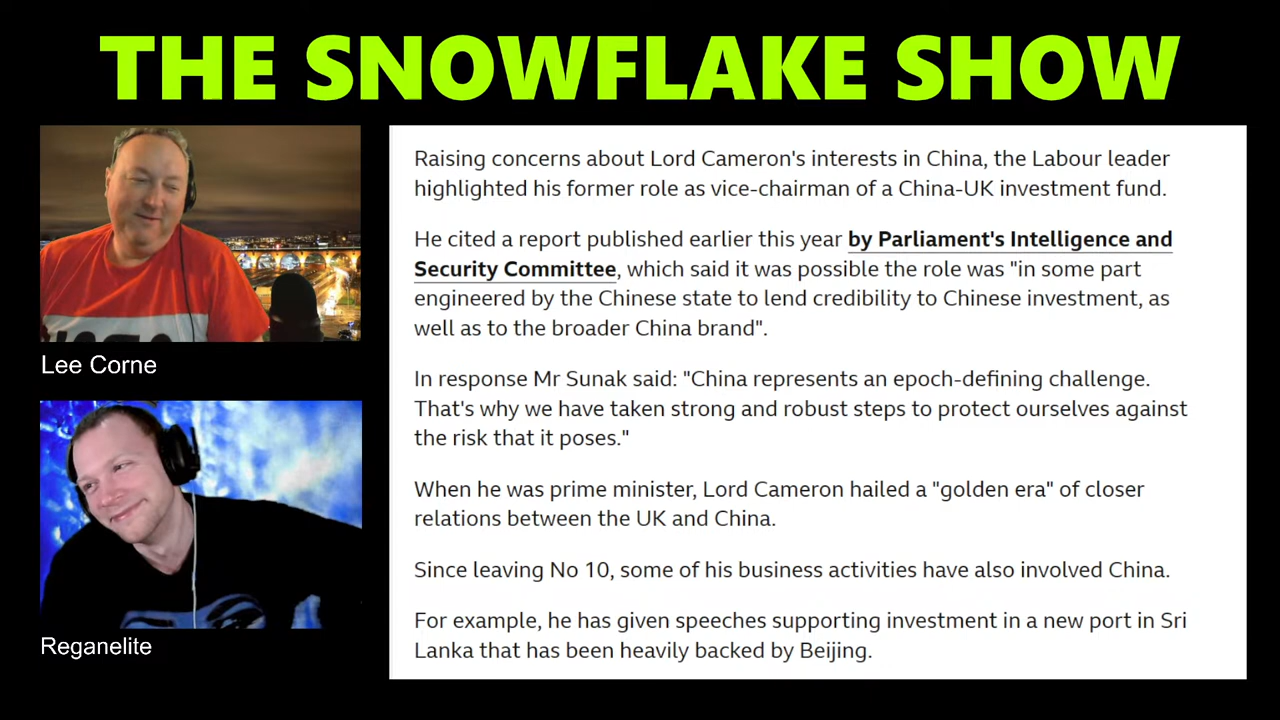 THE SNOWFLAKE SHOW
Raising concerns about Lord Cameron's interests in China, the Labour leader
highlighted his former role as vice-chairman of a China-UK investment fund.
He cited a report published earlier this year by Parliament's Intelligence and
Security Committee, which said it was possible the role was "in some part
engineered by the Chinese state to lend credibility to Chinese investment, as
well as to the broader China brand".
In response Mr Sunak said: "China represents an epoch-defining challenge.
That's why we have taken strong and robust steps to protect ourselves against
the risk that it poses."
When he was prime minister, Lord Cameron hailed a "golden era" of closer
relations between the UK and China.
Since leaving No 10, some of his business activities have also involved China.
For example, he has given speeches supporting investment in a new port in Sri
Lanka that has been heavily backed by Beijing.
Lee Corne
Reganelite